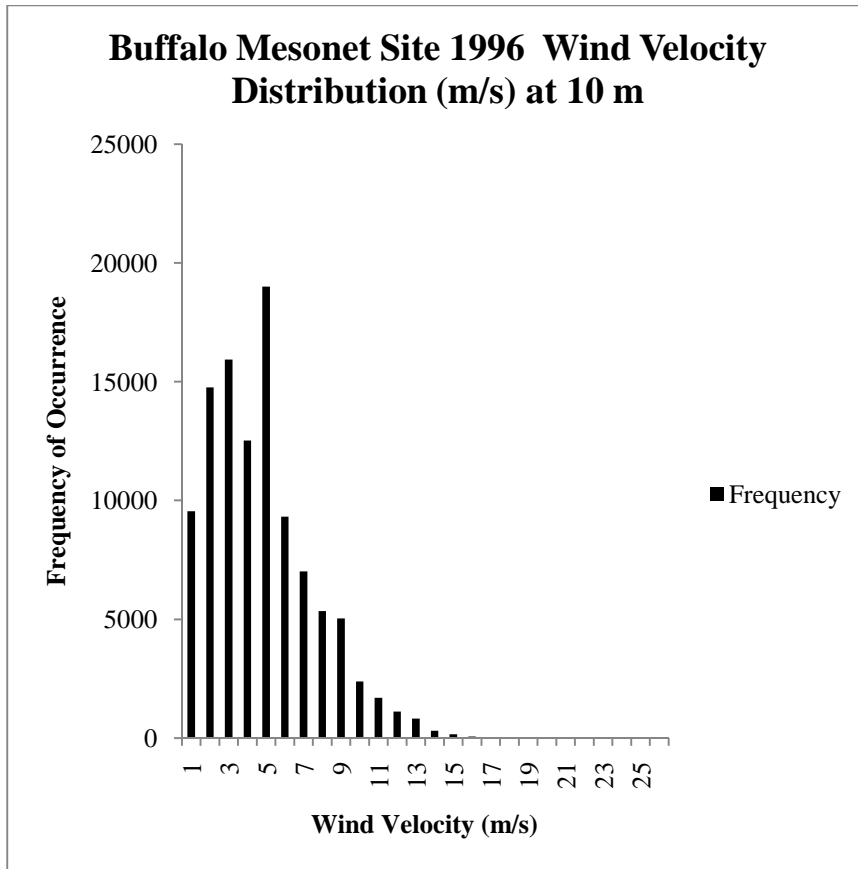 Buffalo Mesonet Site 1996 Wind Velocity
Distribution (m/s) at 10 m
Frequency of Occurrence
25000
20000
15000
10000
5000
0
1 3 5 7 9 11 13 15 17 19 21 23 25
Wind Velocity (m/s)
Frequency